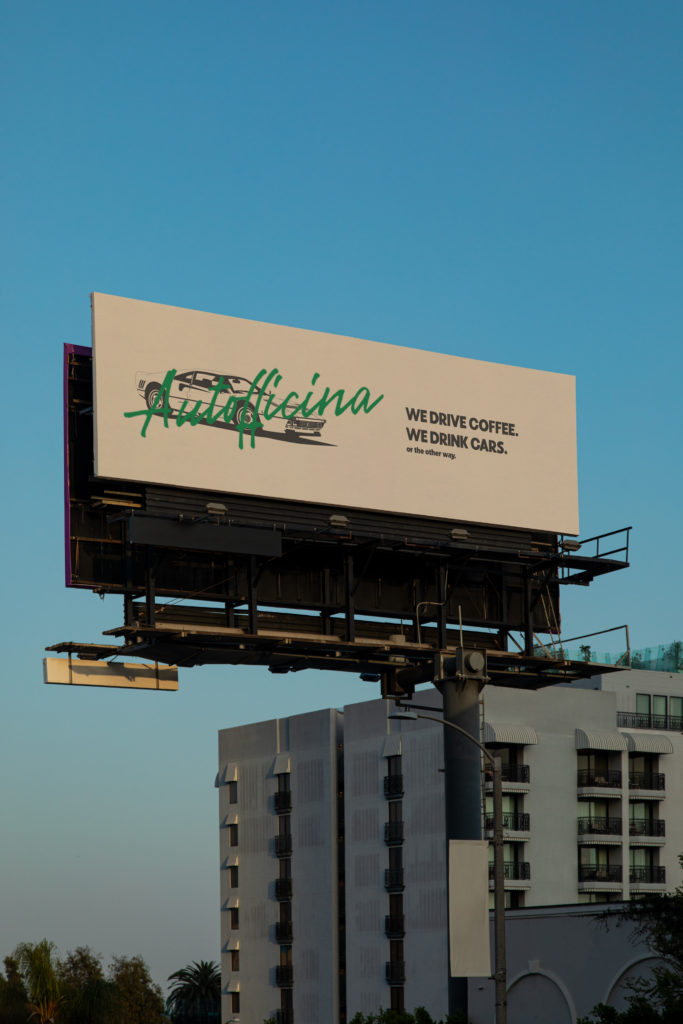 Autofficina
WE DRIVE COFFEE.
WE DRINK CARS.
or the other way.